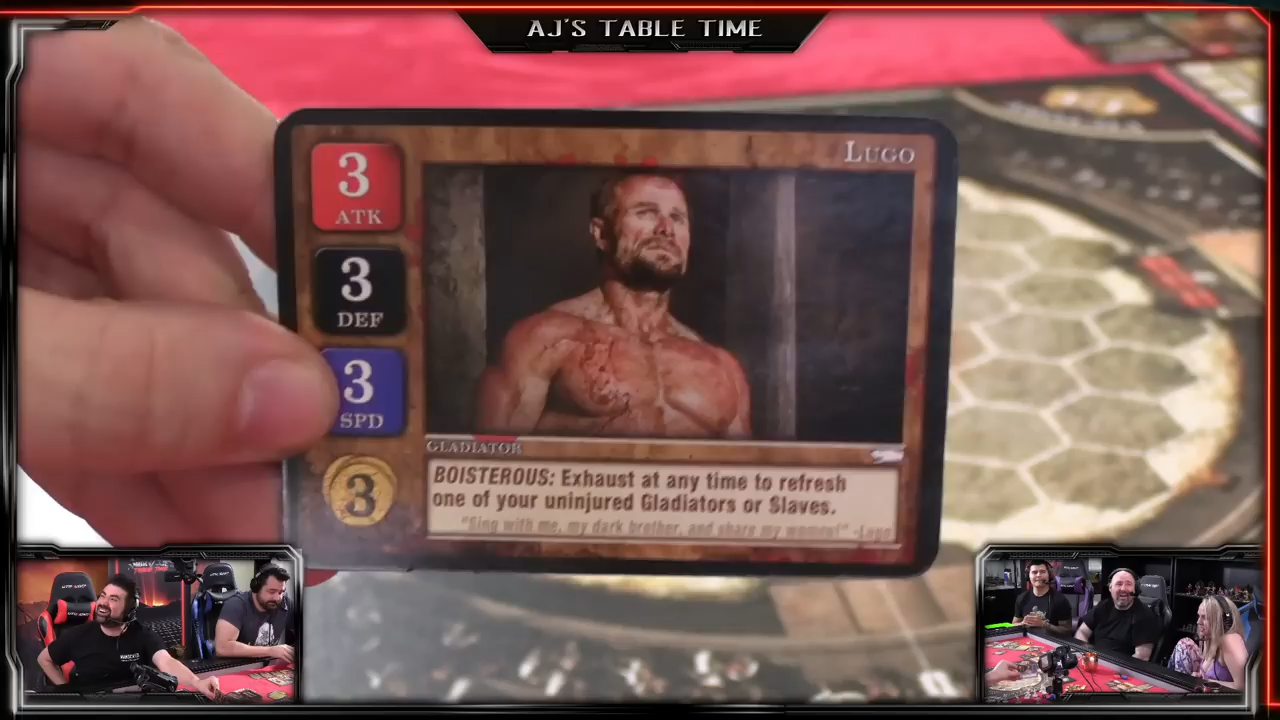 AJ'S TABLE TIME
LUGO
3
ATK
3
DEF
3
SPD
3
GLADIATOR
BOISTEROUS: Exhaust at any time to refresh
one of your uninjured Gladiators or Slaves.
"Sing with me, my dark brother, and share my woman!" -Lugo